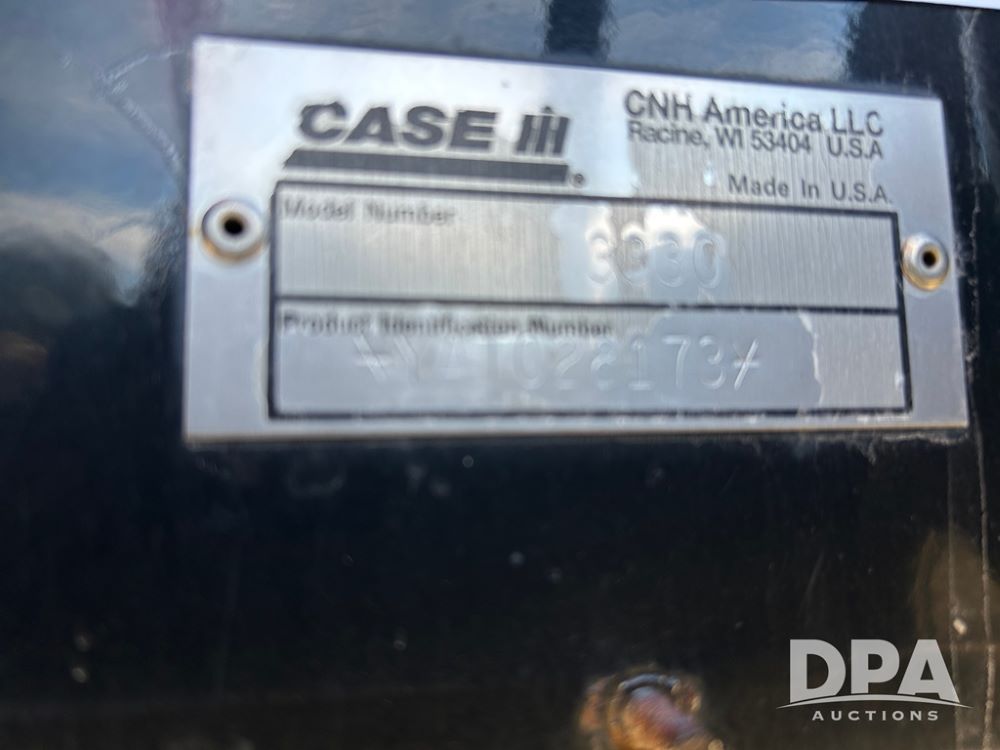 CASE IH
CNH America LLC
Racine, WI 53404 U.S.A
Made In U.S.A.
Model Number
Product Identification Number
DPA
AUCTIONS